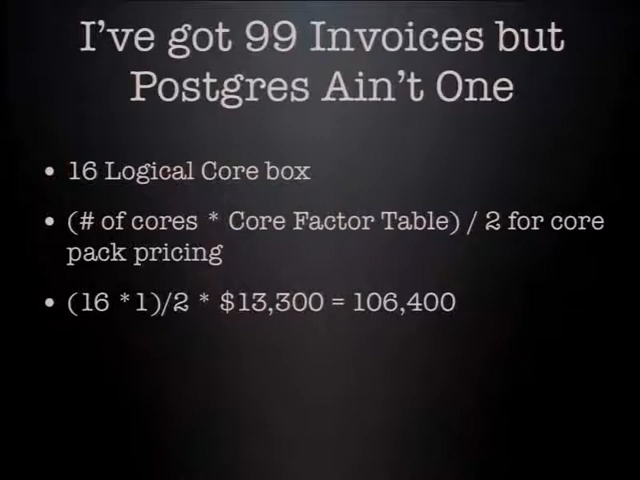 I've got 99 Invoices but
Postgres Ain't One
• 16 Logical Core box
• (# of cores * Core Factor Table) / 2 for core
pack pricing
• (16 *1)/2 * $13,300 = 106,400